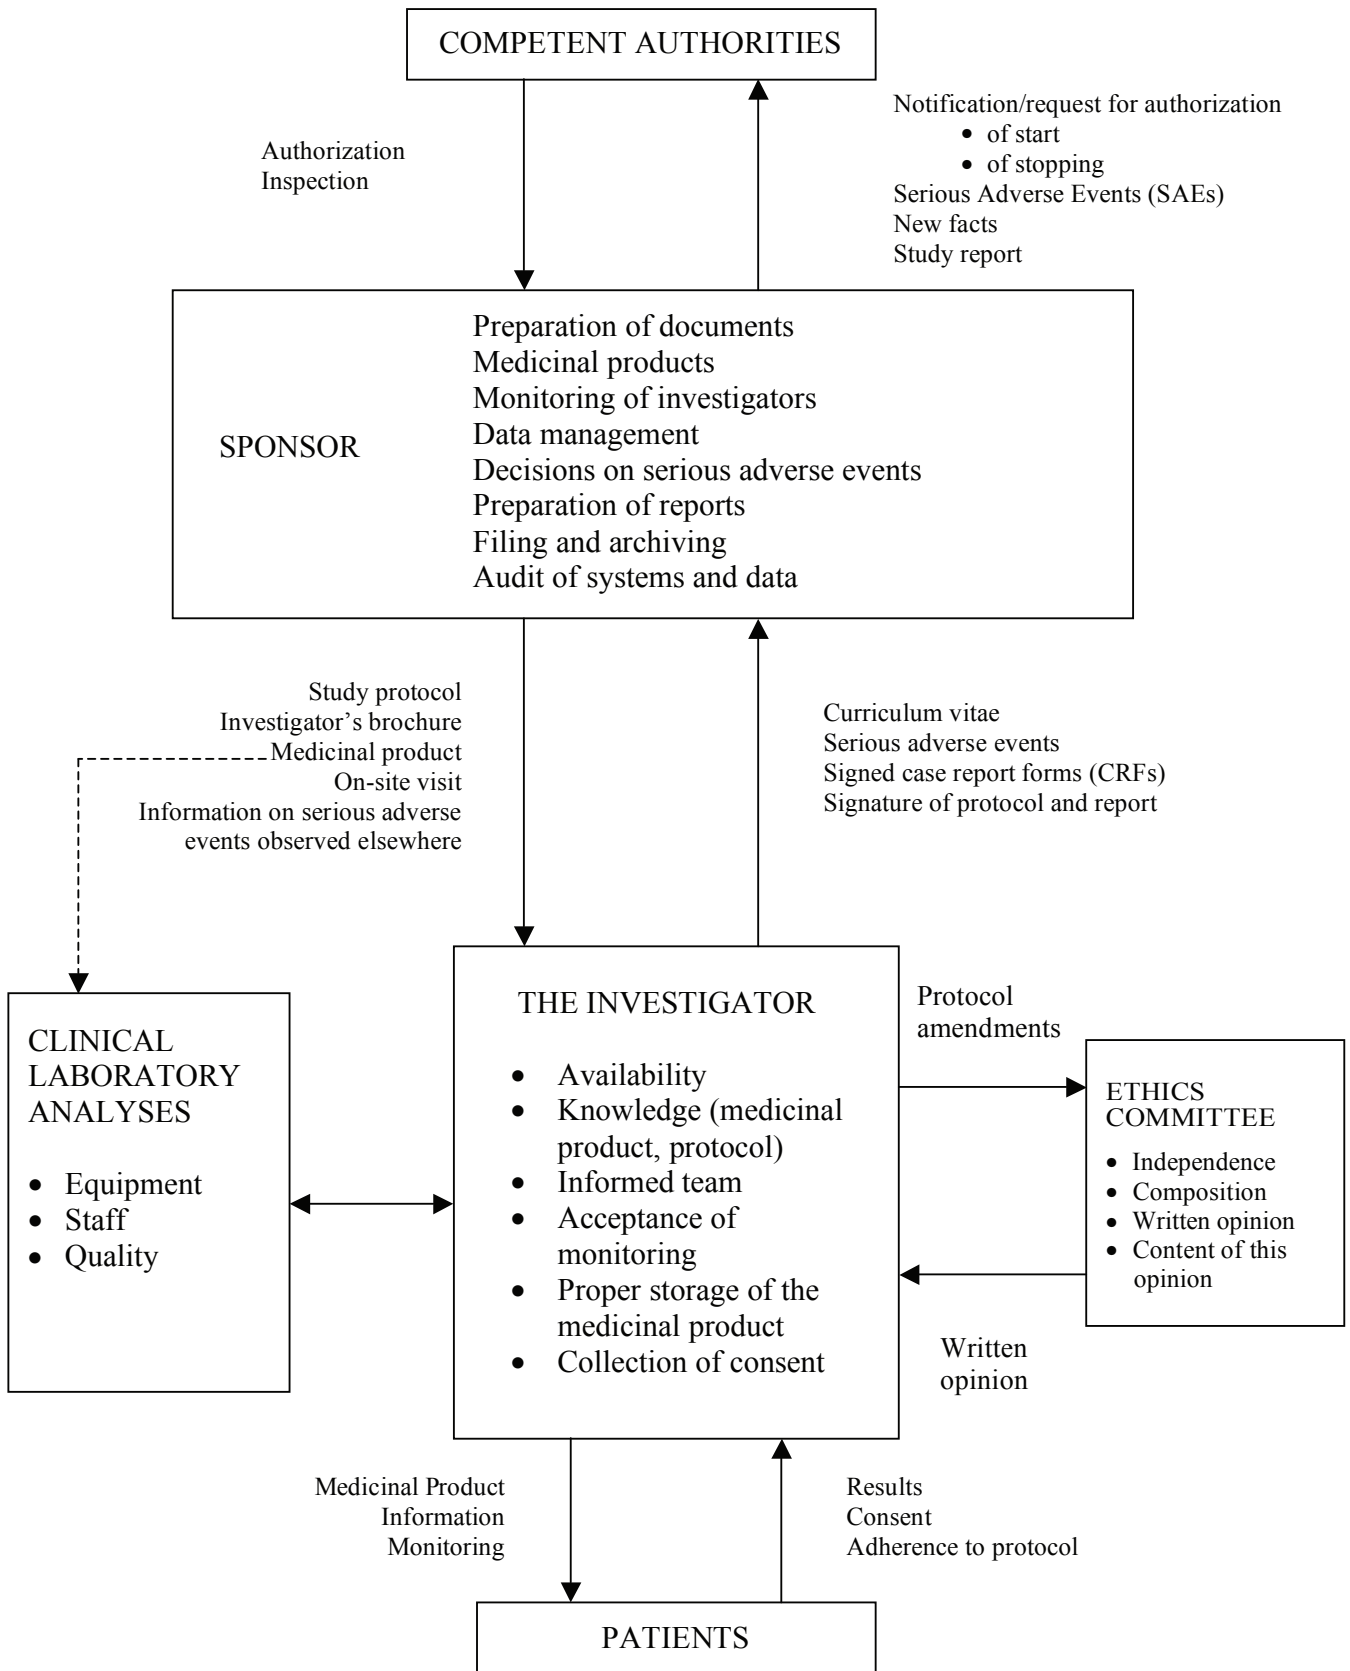 COMPETENT AUTHORITIES
Authorization
Inspection
Notification/request for authorization
• of start
• of stopping
Serious Adverse Events (SAEs)
New facts
Study report
SPONSOR
Preparation of documents
Medicinal products
Monitoring of investigators
Data management
Decisions on serious adverse events
Preparation of reports
Filing and archiving
Audit of systems and data
Study protocol
Investigator’s brochure
Medicinal product
On-site visit
Information on serious adverse
events observed elsewhere
Curriculum vitae
Serious adverse events
Signed case report forms (CRFs)
Signature of protocol and report
CLINICAL
LABORATORY
ANALYSES
• Equipment
• Staff
• Quality
THE INVESTIGATOR
• Availability
• Knowledge (medicinal
product, protocol)
• Informed team
• Acceptance of
monitoring
• Proper storage of the
medicinal product
• Collection of consent
Protocol
amendments
ETHICS
COMMITTEE
• Independence
• Composition
• Written opinion
• Content of this
opinion
Written
opinion
Medicinal Product
Information
Monitoring
Results
Consent
Adherence to protocol
PATIENTS